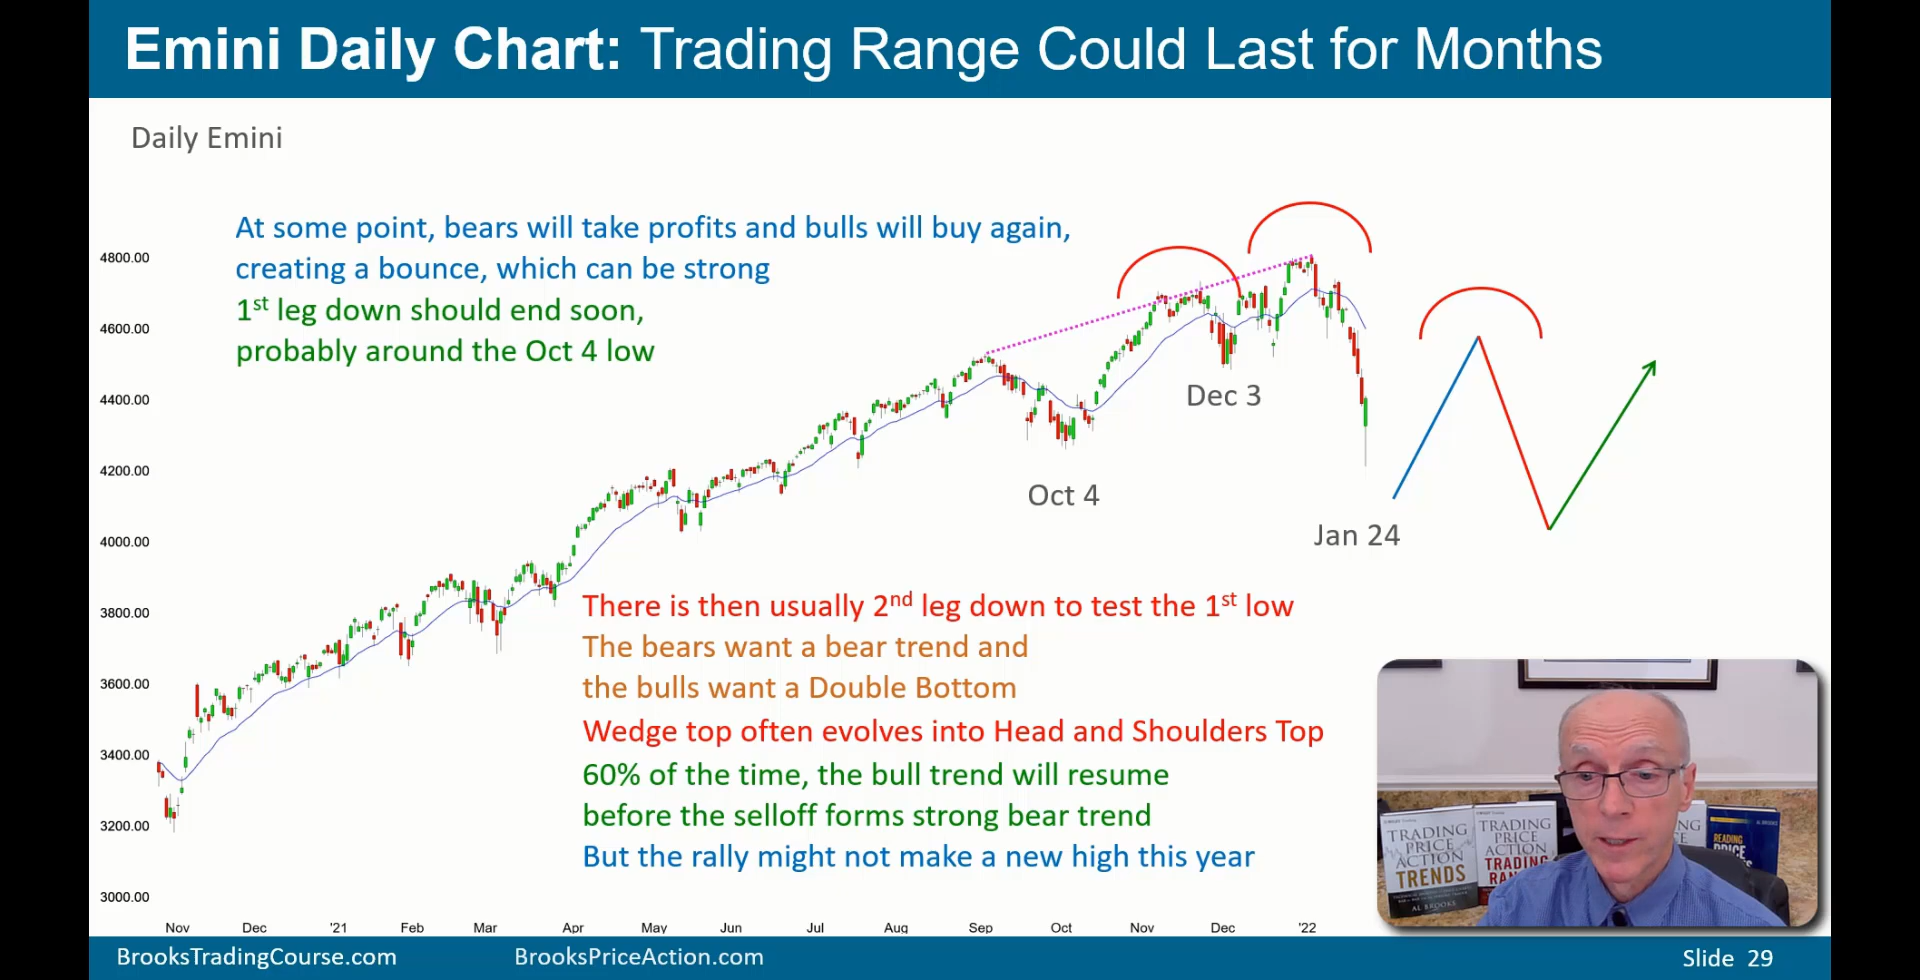 Emini Daily Chart: Trading Range Could Last for Months
Daily Emini
At some point, bears will take profits and bulls will buy again,
creating a bounce, which can be strong
1st leg down should end soon,
probably around the Oct 4 low
4800.00
4600.00
4400.00
4200.00
4000.00
3800.00
3600.00
3400.00
3200.00
3000.00
Dec 3
Oct 4
Jan 24
There is then usually 2nd leg down to test the 1st low
The bears want a bear trend and
the bulls want a Double Bottom
Wedge top often evolves into Head and Shoulders Top
60% of the time, the bull trend will resume
before the selloff forms strong bear trend
But the rally might not make a new high this year
Nov Dec '21 Feb Mar Apr May Jun Jul Aug Sep Oct Nov Dec '22
TRADING
PRICE
ACTION
TRENDS
AL BROOKS
TRADING
PRICE
ACTION
TRADING
READING
BrooksTradingCourse.com
BrooksPriceAction.com
Slide 29